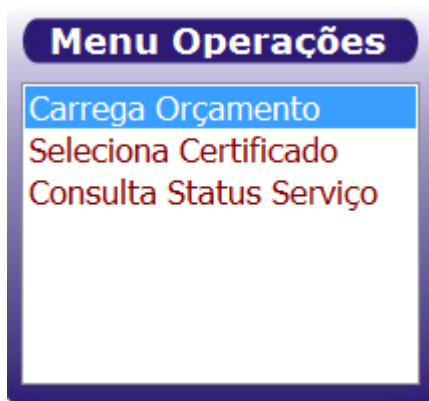 Menu Operações
Carrega Orçamento
Seleciona Certificado
Consulta Status Serviço